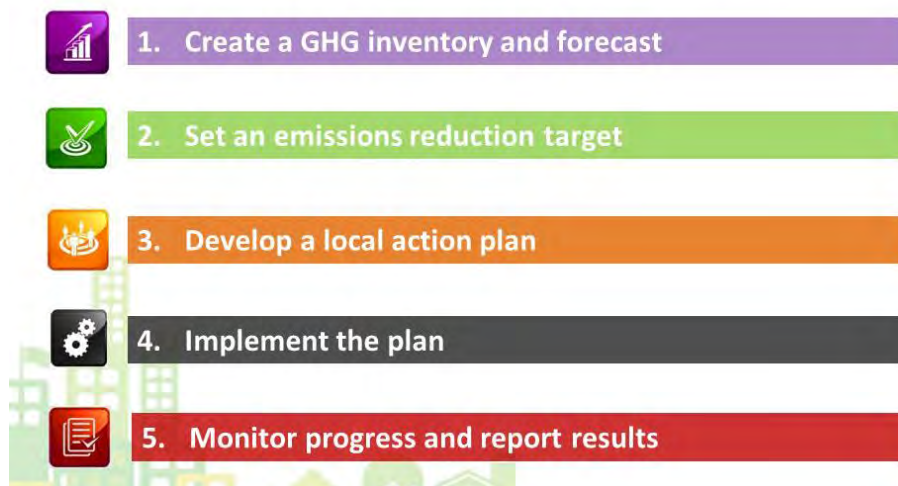 1. Create a GHG inventory and forecast
2. Set an emissions reduction target
3. Develop a local action plan
4. Implement the plan
5. Monitor progress and report results